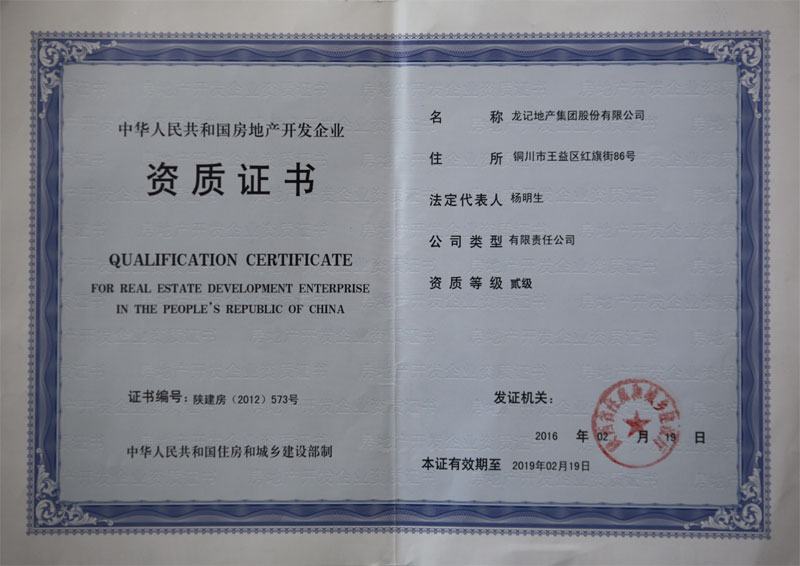 中华人民共和国房地产开发企业
资质证书
QUALIFICATION CERTIFICATE
FOR REAL ESTATE DEVELOPMENT ENTERPRISE
IN THE PEOPLE'S REPUBLIC OF CHINA
证书编号：陕建房（2012）573号
中华人民共和国住房和城乡建设部制
名 称 龙记地产集团股份有限公司
住 所 铜川市王益区红旗街86号
法定代表人 杨明生
公司类型 有限责任公司
资质等级 贰级
发证机关：
2016 年 02 月 19 日
本证有效期至 2019年02月19日